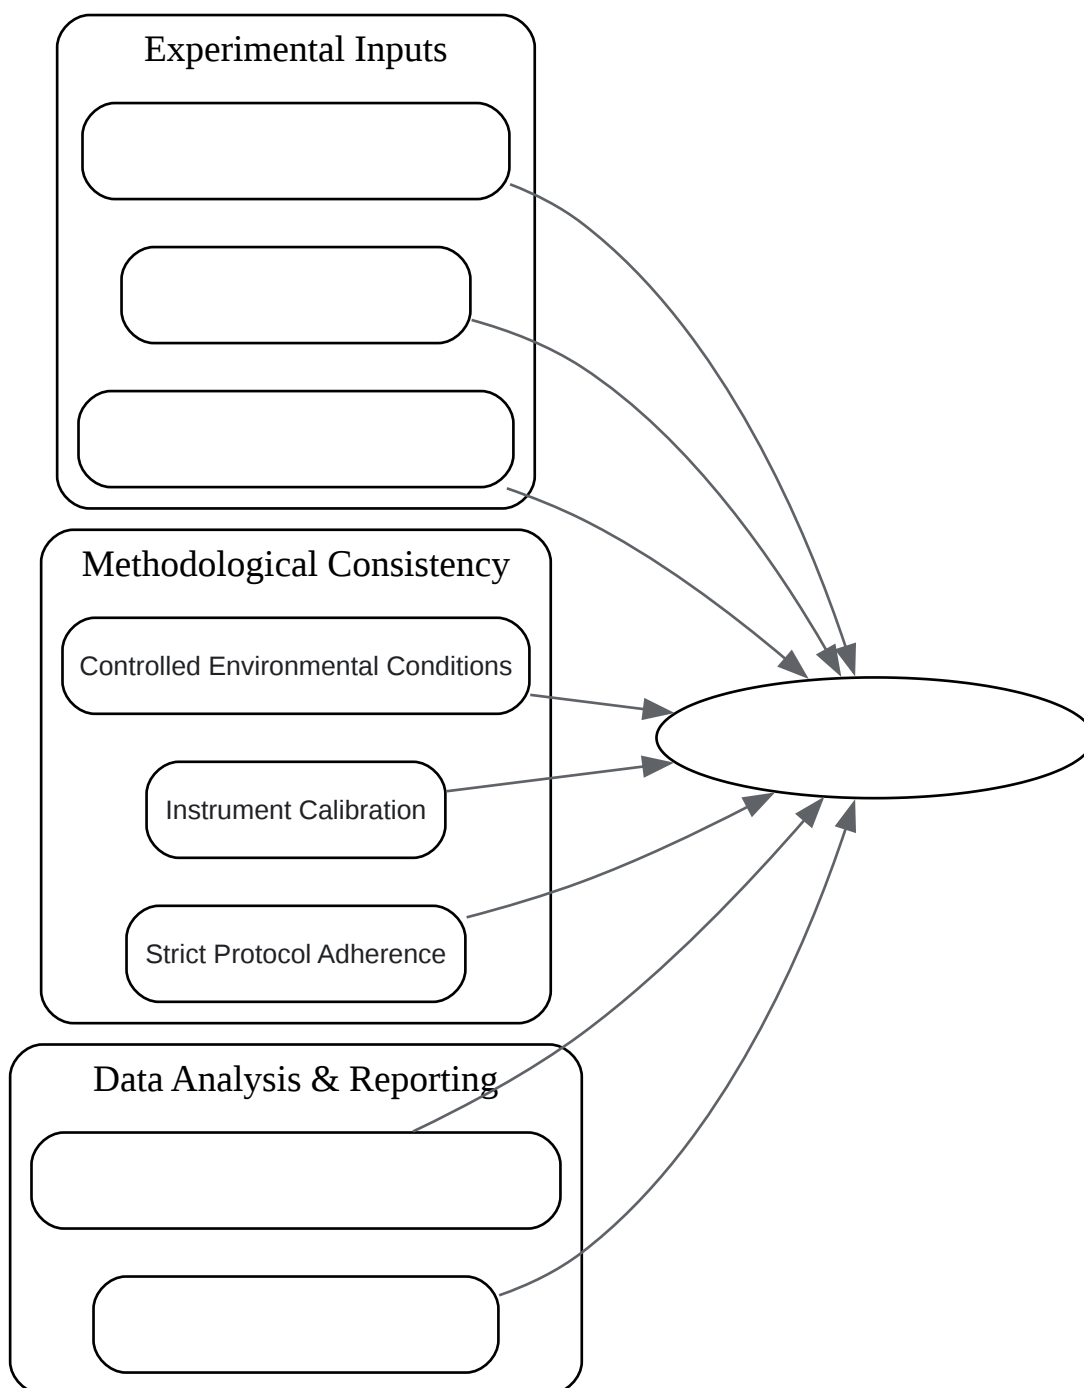 Experimental Inputs
Methodological Consistency
Controlled Environmental Conditions
Instrument Calibration
Strict Protocol Adherence
Data Analysis & Reporting